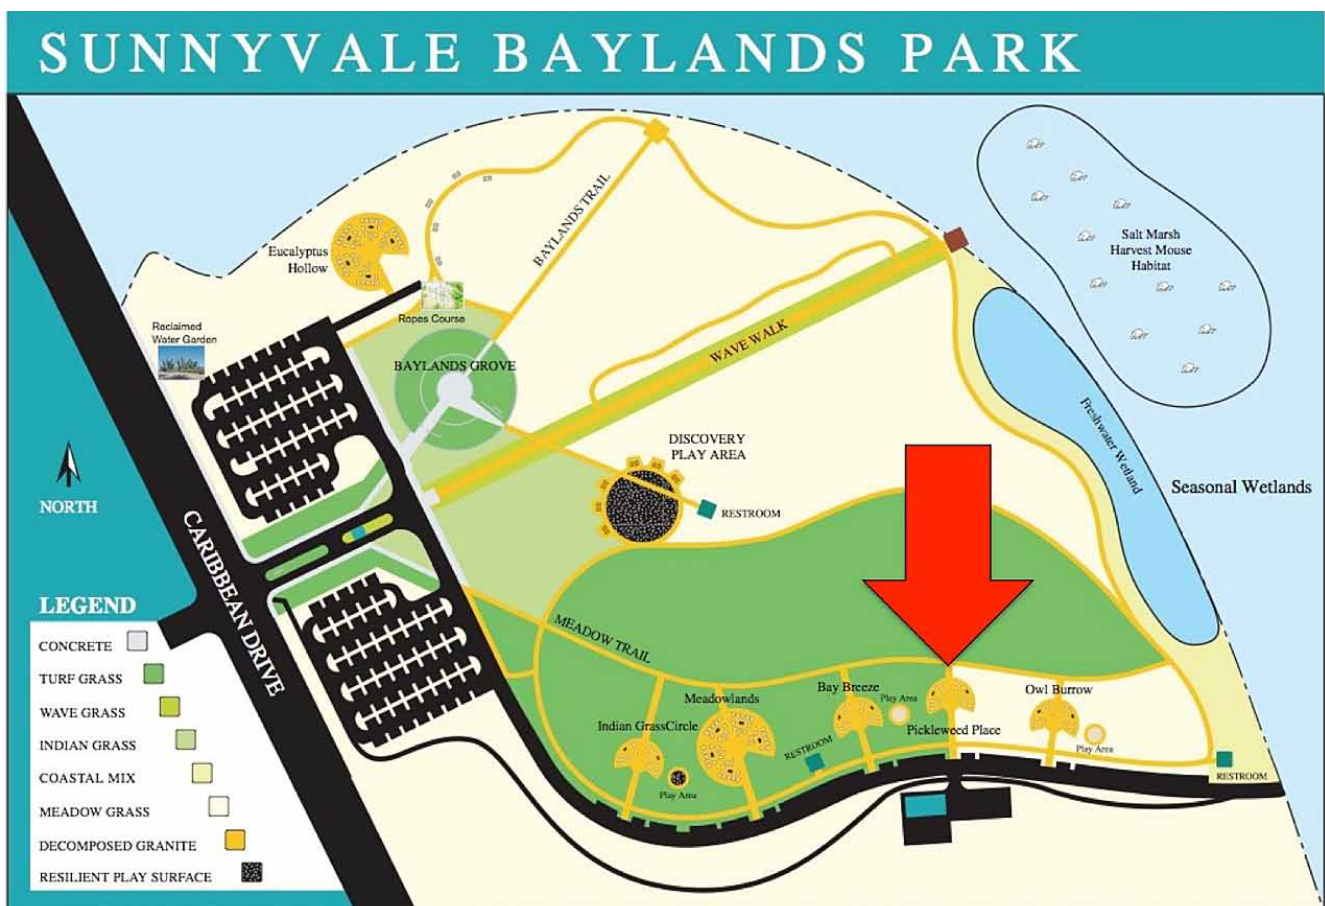 SUNNYVALE BAYLANDS PARK
Eucalyptus
Hollow
BAYLANDS TRAIL
Salt Marsh
Harvest Mouse
Habitat
Reclaimed
Water Garden
Ropes Course
BAYLANDS GROVE
WAVE WALK
Freshwater Wetland
Seasonal Wetlands
DISCOVERY
PLAY AREA
RESTROOM
NORTH
CARIBBEAN DRIVE
MEADOW TRAIL
Indian GrassCircle
Play Area
Meadowlands
RESTROOM
Bay Breeze
Play Area
Pickleweed Place
Owl Burrow
Play Area
RESTROOM
LEGEND
CONCRETE
TURF GRASS
WAVE GRASS
INDIAN GRASS
COASTAL MIX
MEADOW GRASS
DECOMPOSED GRANITE
RESILIENT PLAY SURFACE